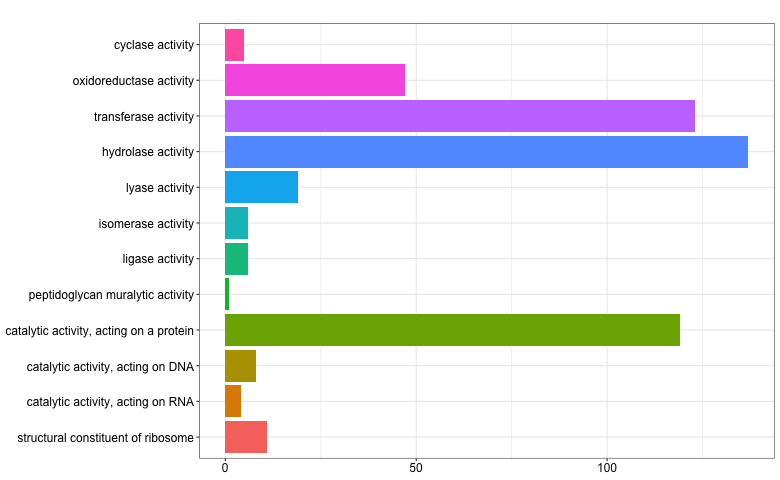 cyclase activity
oxidoreductase activity
transferase activity
hydrolase activity
lyase activity
isomerase activity
ligase activity
peptidoglycan muralytic activity
catalytic activity, acting on a protein
catalytic activity, acting on DNA
catalytic activity, acting on RNA
structural constituent of ribosome
0 50 100